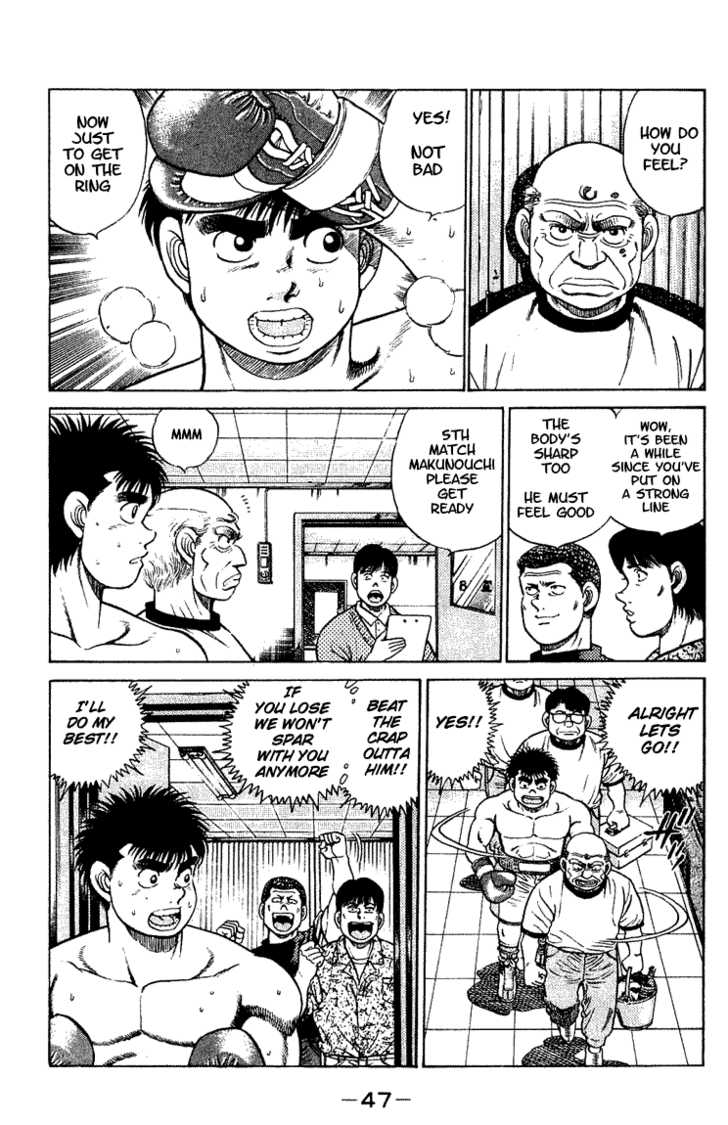 HOW DO
YOU
FEEL?
YES!
NOT
BAD
NOW
JUST
TO GET
ON THE
RING
WOW,
IT'S BEEN
A WHILE
SINCE YOU'VE
PUT ON
A STRONG
LINE
THE
BODY'S
SHARP
TOO
HE MUST
FEEL GOOD
5TH
MATCH
MAKUNOUCHI
PLEASE
GET
READY
MMM
ALRIGHT
LETS
GO!!
YES!!
BEAT
THE
CRAP
OUTTA
HIM!!
IF
YOU LOSE
WE WON'T
SPAR
WITH YOU
ANYMORE
I'LL
DO MY
BEST!!
-47-